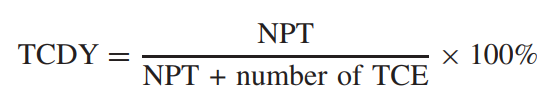 TCDY = NPT / NPT + number of TCE × 100%